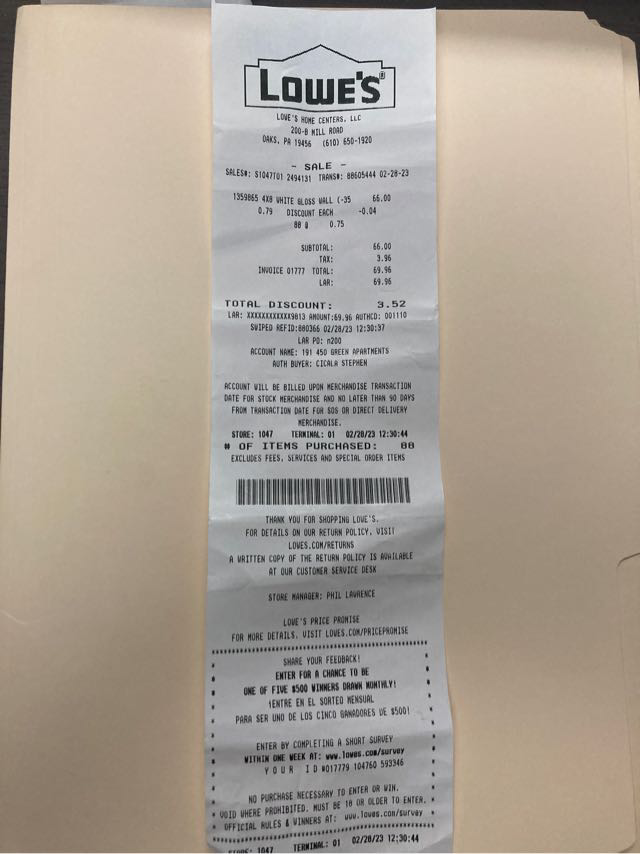 LOWE'S®
LOWE'S HOME CENTERS, LLC
200-B MILL ROAD
OAKS, PA 19456 (610) 650-1920
- SALE -
SALES#: S1047T01 2494131 TRANS#: 88605444 02-28-23
1359865 4X8 WHITE GLOSS WALL (-35 66.00
0.79 DISCOUNT EACH -0.04
88 @ 0.75
SUBTOTAL: 66.00
TAX: 3.96
INVOICE 01777 TOTAL: 69.96
LAR: 69.96
TOTAL DISCOUNT: 3.52
LAR: XXXXXXXXXXXX9813 AMOUNT:69.96 AUTHCD: 001110
SWIPED REFID:880366 02/28/23 12:30:37
LAR PO: n200
ACCOUNT NAME: 191 450 GREEN APARTMENTS
AUTH BUYER: CICALA STEPHEN
ACCOUNT WILL BE BILLED UPON MERCHANDISE TRANSACTION
DATE FOR STOCK MERCHANDISE AND NO LATER THAN 90 DAYS
FROM TRANSACTION DATE FOR SOS OR DIRECT DELIVERY
MERCHANDISE.
STORE: 1047 TERMINAL: 01 02/28/23 12:30:44
# OF ITEMS PURCHASED: 88
EXCLUDES FEES, SERVICES AND SPECIAL ORDER ITEMS
THANK YOU FOR SHOPPING LOWE'S.
FOR DETAILS ON OUR RETURN POLICY, VISIT
LOWES.COM/RETURNS
A WRITTEN COPY OF THE RETURN POLICY IS AVAILABLE
AT OUR CUSTOMER SERVICE DESK
STORE MANAGER: PHIL LAWRENCE
LOWE'S PRICE PROMISE
FOR MORE DETAILS, VISIT LOWES.COM/PRICEPROMISE
SHARE YOUR FEEDBACK!
ENTER FOR A CHANCE TO BE
ONE OF FIVE $500 WINNERS DRAWN MONTHLY!
¡ENTRE EN EL SORTEO MENSUAL
PARA SER UNO DE LOS CINCO GANADORES DE $500!
ENTER BY COMPLETING A SHORT SURVEY
WITHIN ONE WEEK AT: www.lowes.com/survey
YOUR ID #017779 104760 593346
NO PURCHASE NECESSARY TO ENTER OR WIN.
VOID WHERE PROHIBITED. MUST BE 18 OR OLDER TO ENTER.
OFFICIAL RULES & WINNERS AT: www.lowes.com/survey
STORE: 1047 TERMINAL: 01 02/28/23 12:30:44